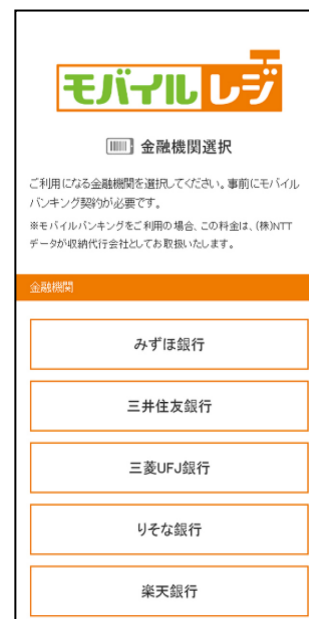 モバイルレジ
金融機関選択
ご利用になる金融機関を選択してください。事前にモバイル
バンキング契約が必要です。
※モバイルバンキングをご利用の場合、この料金は、(株)NTT
データが収納代行会社としてお取扱いたします。
金融機関
みずほ銀行
三井住友銀行
三菱UFJ銀行
りそな銀行
楽天銀行